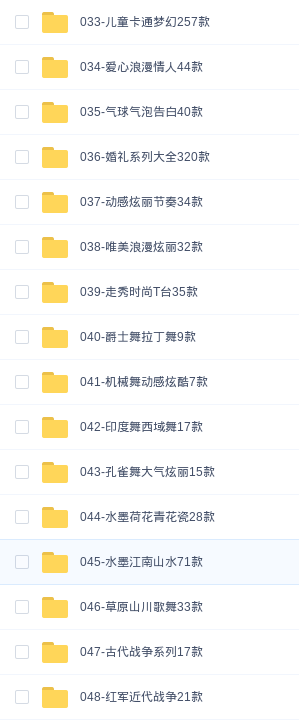 033-儿童卡通梦幻257款
034-爱心浪漫情人44款
035-气球气泡告白40款
036-婚礼系列大全320款
037-动感炫丽节奏34款
038-唯美浪漫炫丽32款
039-走秀时尚T台35款
040-爵士舞拉丁舞9款
041-机械舞动感炫酷7款
042-印度舞西域舞17款
043-孔雀舞大气炫丽15款
044-水墨荷花青花瓷28款
045-水墨江南山水71款
046-草原山川歌舞33款
047-古代战争系列17款
048-红军近代战争21款